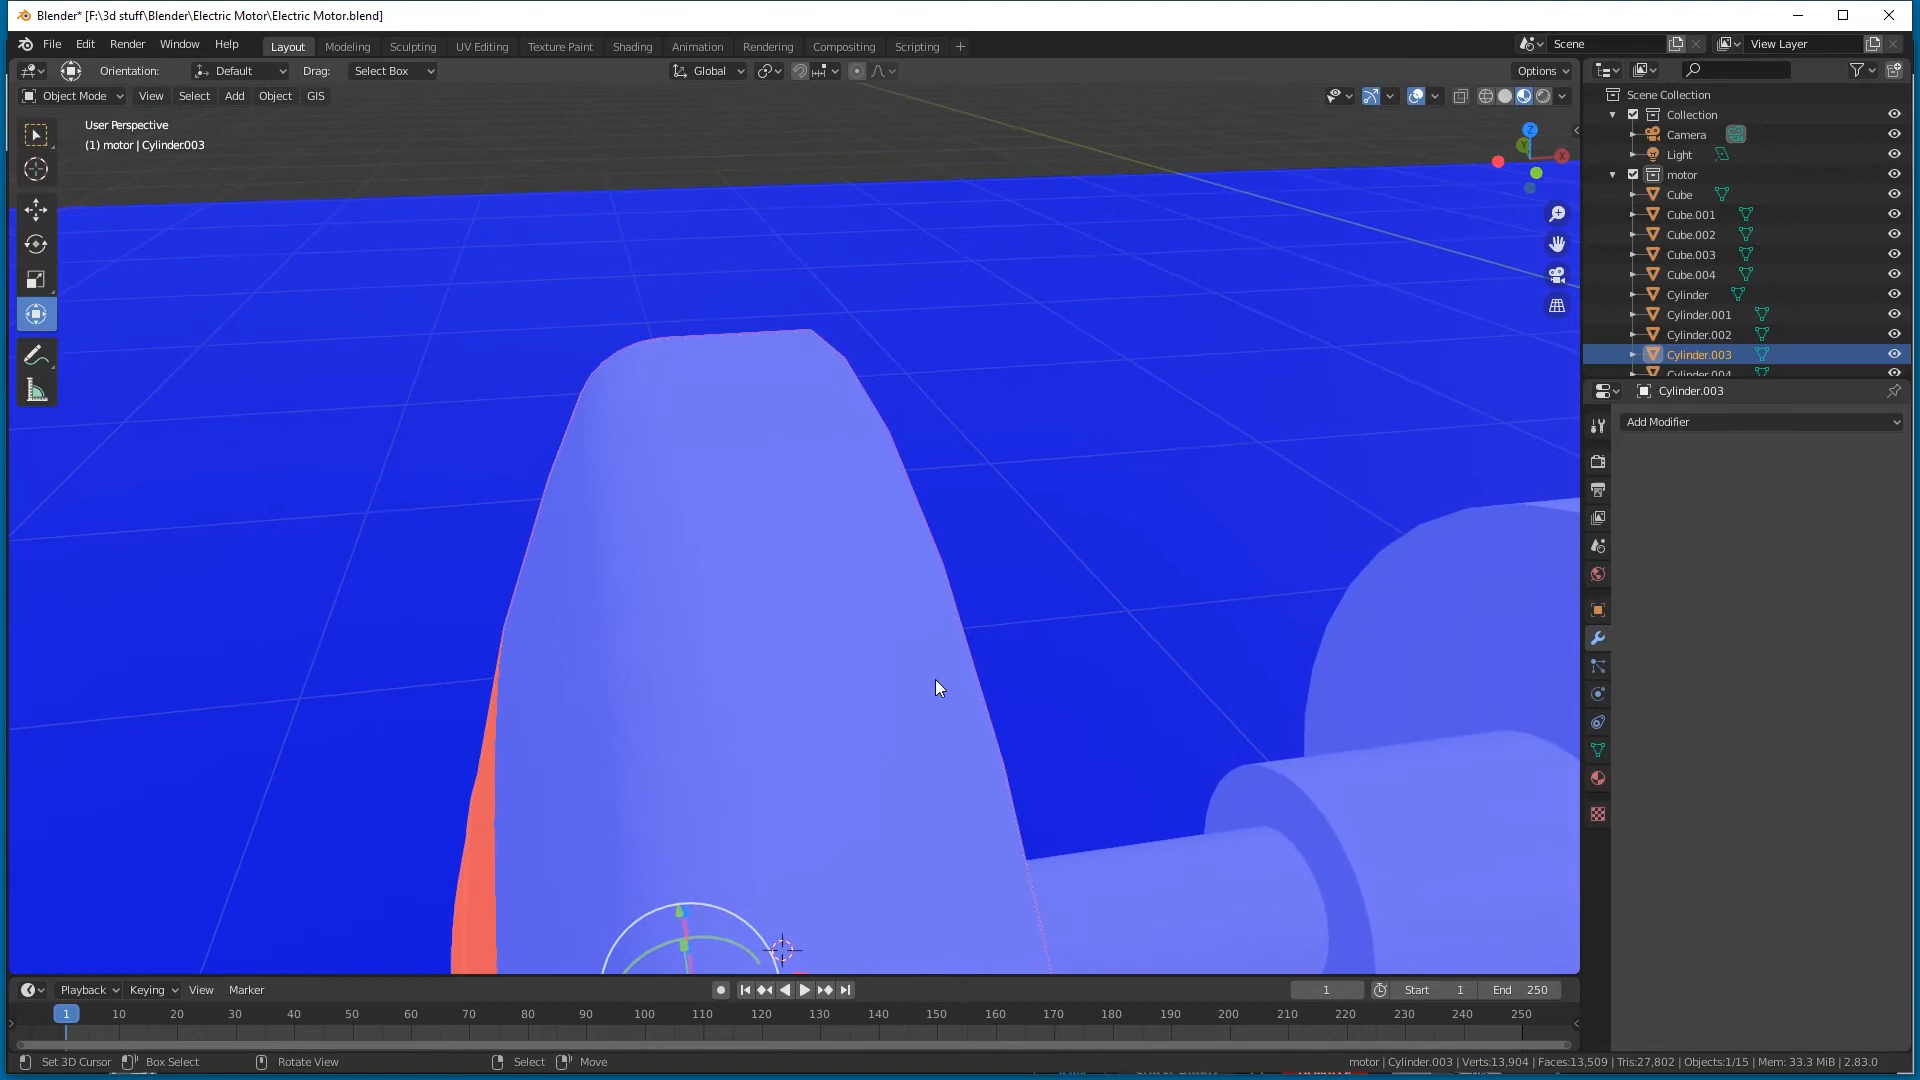 Blender* [F:\3d stuff\Blender\Electric Motor\Electric Motor.blend]
File Edit Render Window Help Layout Modeling Sculpting UV Editing Texture Paint Shading Animation Rendering Compositing Scripting + Scene View Layer
Orientation: Default Drag: Select Box Global Options
Object Mode View Select Add Object GIS
User Perspective
(1) motor | Cylinder.003
Z
Y
X
Scene Collection
Collection
Camera
Light
motor
Cube
Cube.001
Cube.002
Cube.003
Cube.004
Cylinder
Cylinder.001
Cylinder.002
Cylinder.003
Cylinder.004
Cylinder.003
Add Modifier
Playback Keying View Marker 1 Start 1 End 250
1 10 20 30 40 50 60 70 80 90 100 110 120 130 140 150 160 170 180 190 200 210 220 230 240 250
Set 3D Cursor Box Select Rotate View Select Move motor | Cylinder.003 | Verts:13,904 | Faces:13,509 | Tris:27,802 | Objects:1/15 | Mem: 33.3 MiB | 2.83.0